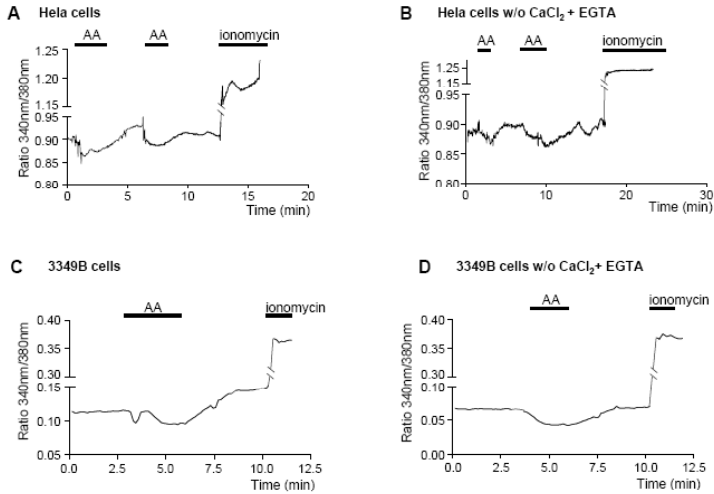 A Hela cells
AA AA ionomycin
Ratio 340nm/380nm
1.25
1.20
1.15
0.95
0.90
0.85
0.80
0 5 10 15 20
Time (min)
B Hela cells w/o CaCl2 + EGTA
AA AA ionomycin
Ratio 340nm/380nm
1.25
1.15
0.95
0.90
0.85
0.80
0 10 20 30
Time (min)
C 3349B cells
AA ionomycin
Ratio 340nm/380nm
0.40
0.35
0.30
0.15
0.10
0.05
0.0 2.5 5.0 7.5 10.0 12.5
Time (min)
D 3349B cells w/o CaCl2+ EGTA
AA ionomycin
Ratio 340nm/380nm
0.40
0.35
0.30
0.10
0.05
0.00
0.0 2.5 5.0 7.5 10.0 12.5
Time (min)